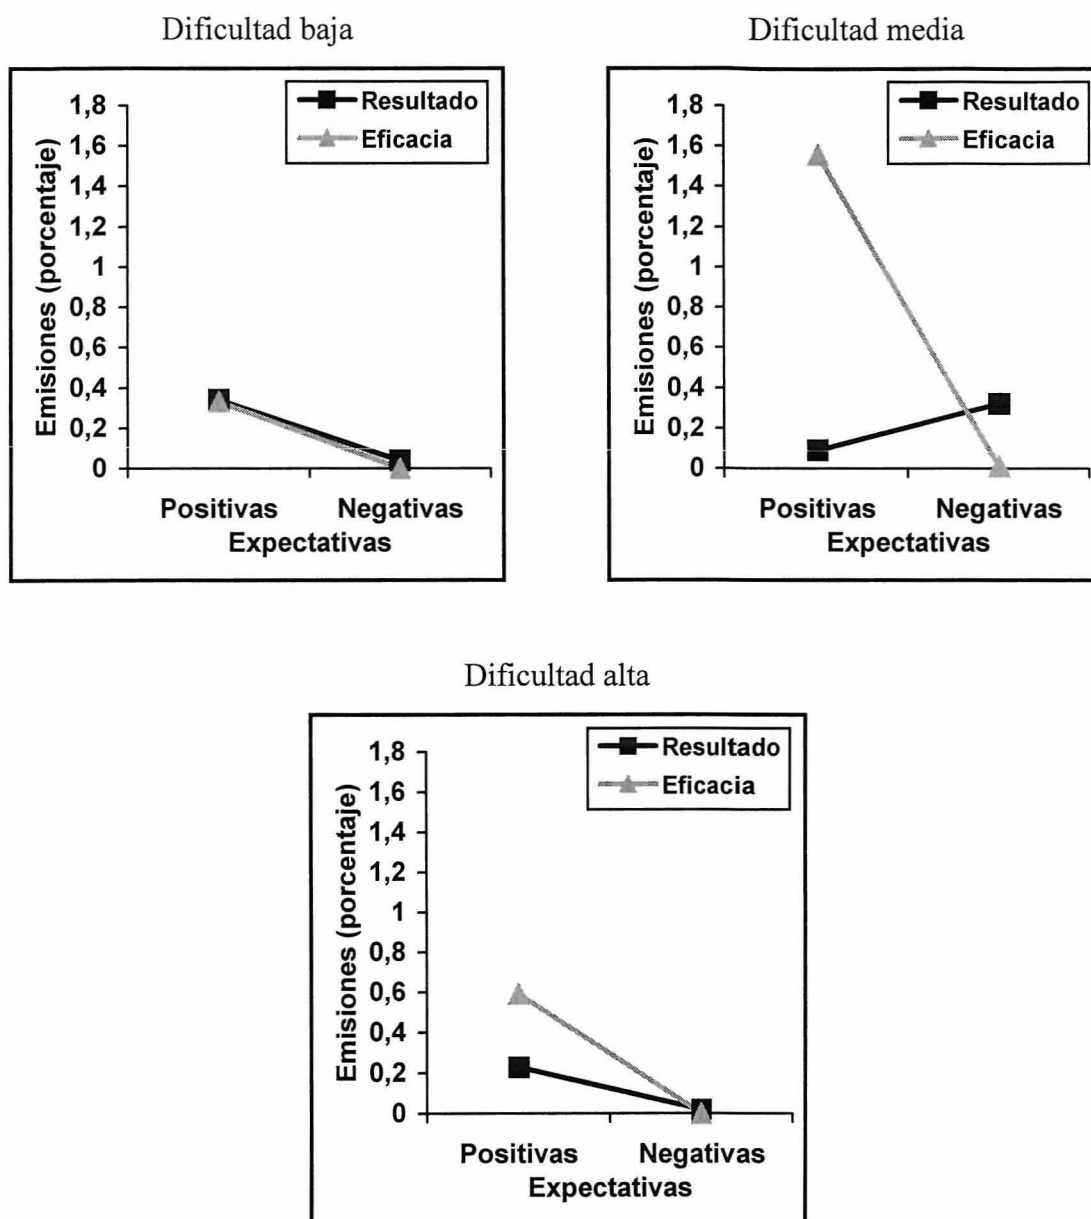 Dificultad baja
Resultado
Eficacia
1,8
1,6
1,4
1,2
1
0,8
0,6
0,4
0,2
0
Emisiones (porcentaje)
Positivas Negativas
Expectativas
Dificultad media
Resultado
Eficacia
1,8
1,6
1,4
1,2
1
0,8
0,6
0,4
0,2
0
Emisiones (porcentaje)
Positivas Negativas
Expectativas
Dificultad alta
Resultado
Eficacia
1,8
1,6
1,4
1,2
1
0,8
0,6
0,4
0,2
0
Emisiones (porcentaje)
Positivas Negativas
Expectativas